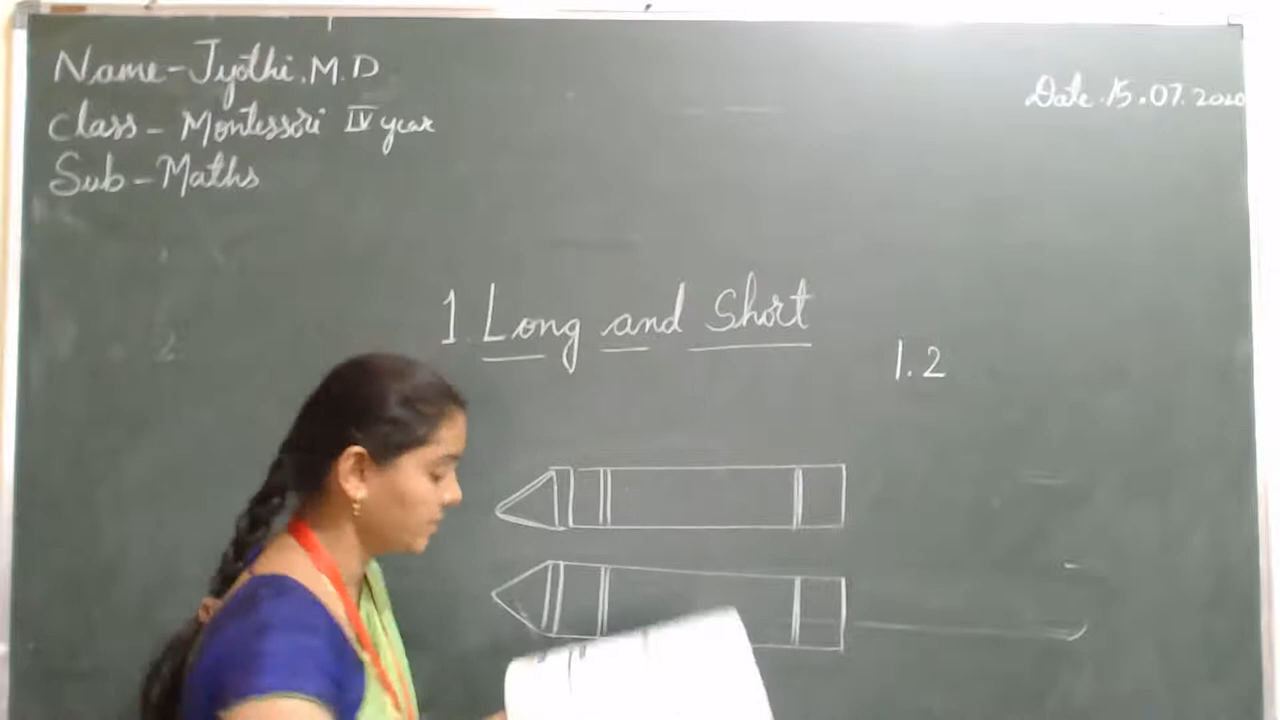 Name-Jyothi.M.D
Class-Montessori IV year
Sub-Maths
Date.15.07.2020
1.Long and Short
1.2